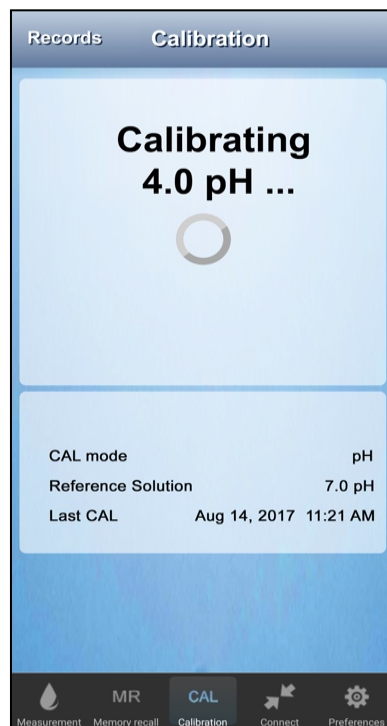 Records Calibration
Calibrating
4.0 pH ...
CAL mode pH
Reference Solution 7.0 pH
Last CAL Aug 14, 2017 11:21 AM
MR CAL
Measurement Memory recall Calibration Connect Preferences